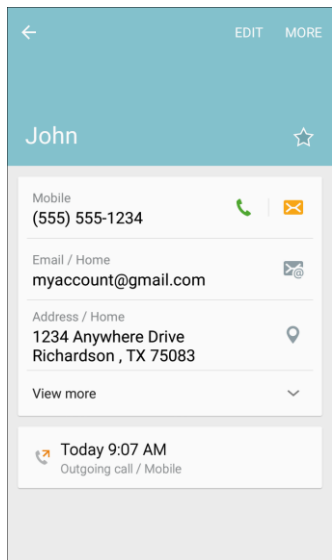 EDIT MORE
John
Mobile
(555) 555-1234
Email / Home
myaccount@gmail.com
Address / Home
1234 Anywhere Drive
Richardson , TX 75083
View more
Today 9:07 AM
Outgoing call / Mobile